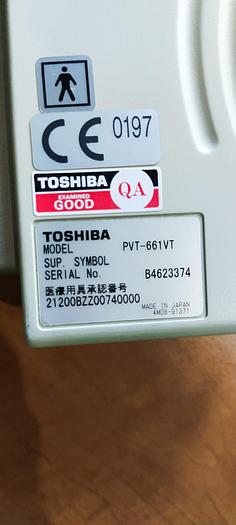 CE 0197
TOSHIBA
EXAMINED
GOOD
QA
TOSHIBA
MODEL PVT-661VT
SUP. SYMBOL
SERIAL No. B4623374
医療用具承認番号
21200BZZ00740000
MADE IN JAPAN
4M08-91371